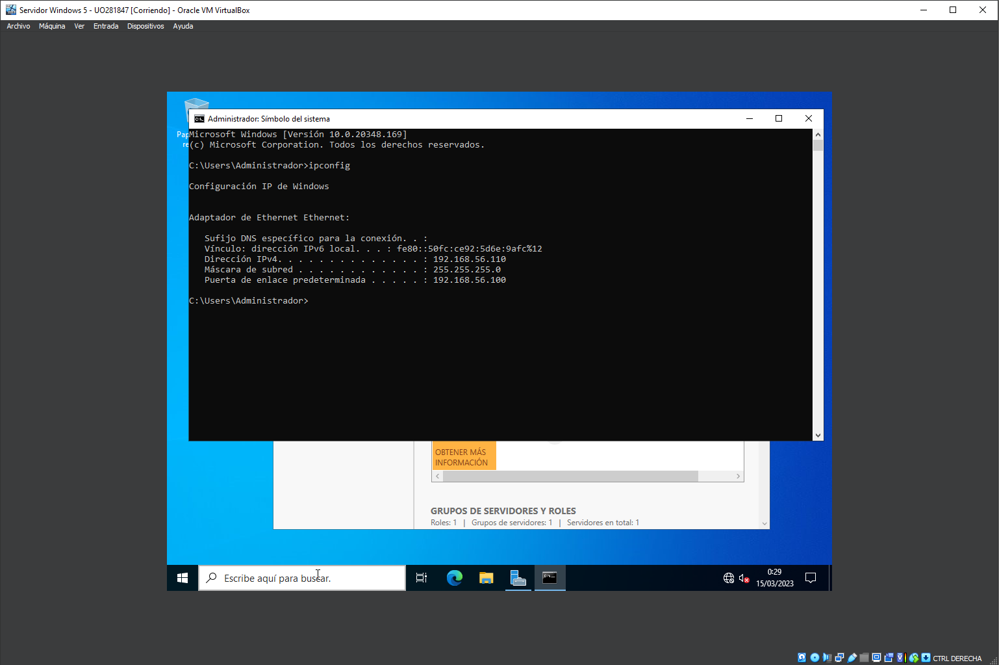 Servidor Windows 5 - UO281847 [Corriendo] - Oracle VM VirtualBox
Archivo Máquina Ver Entrada Dispositivos Ayuda
Administrador: Símbolo del sistema
Pap
re
Microsoft Windows [Versión 10.0.20348.169]
(c) Microsoft Corporation. Todos los derechos reservados.
C:\Users\Administrador>ipconfig
Configuración IP de Windows
Adaptador de Ethernet Ethernet:
Sufijo DNS específico para la conexión. . :
Vínculo: dirección IPv6 local. . . : fe80::50fc:ce92:5d6e:9afc%12
Dirección IPv4. . . . . . . . . . . . . . : 192.168.56.110
Máscara de subred . . . . . . . . . . . . : 255.255.255.0
Puerta de enlace predeterminada . . . . . : 192.168.56.100
C:\Users\Administrador>
OBTENER MÁS
INFORMACIÓN
GRUPOS DE SERVIDORES Y ROLES
Roles: 1 | Grupos de servidores: 1 | Servidores en total: 1
Escribe aquí para buscar.
0:29
15/03/2023
CTRL DERECHA